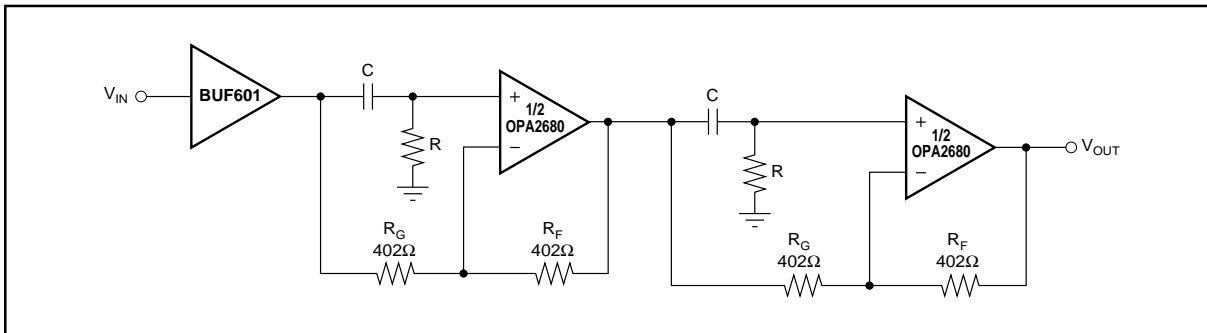 V_IN
BUF601
C
R
+
1/2
OPA2680
−
R_G
402Ω
R_F
402Ω
C
R
+
1/2
OPA2680
−
R_G
402Ω
R_F
402Ω
V_OUT